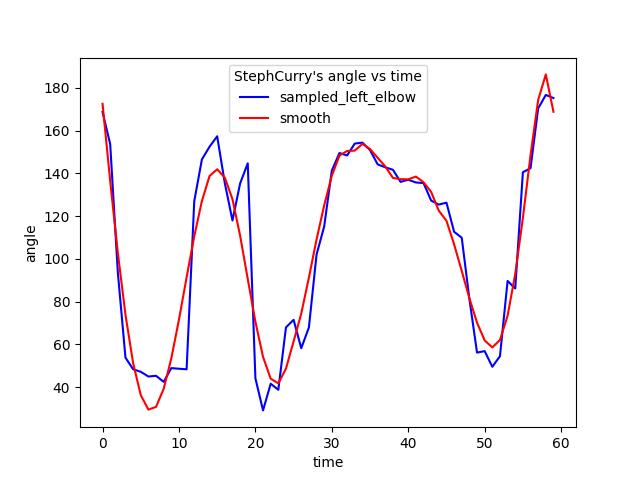 StephCurry's angle vs time
sampled_left_elbow
smooth
180
160
140
120
100
80
60
40
angle
0 10 20 30 40 50 60
time